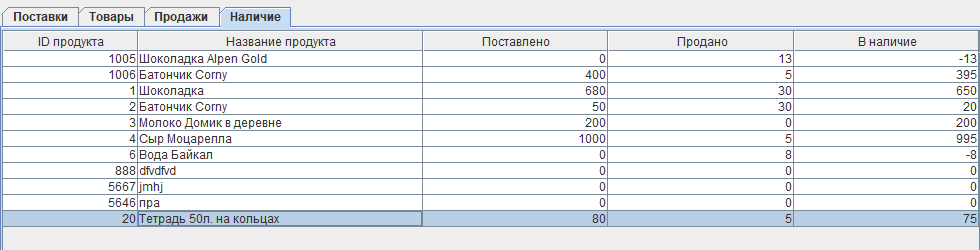 Поставки Товары Продажи Наличие
ID продукта Название продукта Поставлено Продано В наличие
1005 Шоколадка Alpen Gold 0 13 -13
1006 Батончик Corny 400 5 395
1 Шоколадка 680 30 650
2 Батончик Corny 50 30 20
3 Молоко Домик в деревне 200 0 200
4 Сыр Моцарелла 1000 5 995
6 Вода Байкал 0 8 -8
888 dfvdfvd 0 0 0
5667 jmhj 0 0 0
5646 пра 0 0 0
20 Тетрадь 50л. на кольцах 80 5 75